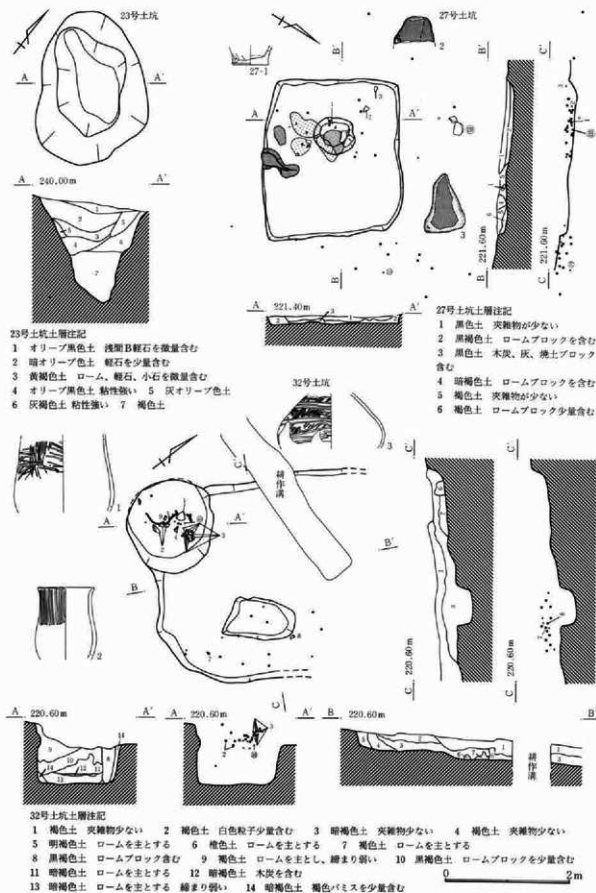 23号土坑
27号土坑
27-1
2
3
A A'
B B'
C C'
A 240.00m A'
B 221.60m B'
C 221.60m C'
A 221.40m A'
23号土坑土層注記
1 オリーブ黒色土 浅間B軽石を微量含む
2 暗オリーブ色土 軽石を少量含む
3 黄褐色土 ローム、軽石、小石を微量含む
4 オリーブ黒色土 粘性強い 5 灰オリーブ色土
6 灰褐色土 粘性強い 7 褐色土
27号土坑土層注記
1 黒色土 夾雑物が少ない
2 黒褐色土 ロームブロックを含む
3 黒色土 木炭、灰、焼土ブロック
含む
4 暗褐色土 ロームブロックを含む
5 褐色土 夾雑物が少ない
6 褐色土 ロームブロック少量含む
32号土坑
1
2
3
耕作溝
A A'
B B'
C C'
C 220.60m C'
C 220.60m C'
A 220.60m A'
A 220.60m A'
B 220.60m B'
耕作溝
32号土坑土層注記
1 褐色土 夾雑物少ない 2 褐色土 白色粒子少量含む 3 暗褐色土 夾雑物少ない 4 褐色土 夾雑物少ない
5 明褐色土 ロームを主とする 6 橙色土 ロームを主とする 7 褐色土 ロームを主とする
8 黒褐色土 ロームブロック含む 9 褐色土 ロームを主とし、締まり弱い 10 黒褐色土 ロームブロックを少量含む
11 暗褐色土 ロームを主とする 12 暗褐色土 木炭を含む
13 暗褐色土 ロームを主とする 締まり弱い 14 暗褐色土 褐色パミスを少量含む
0 2m